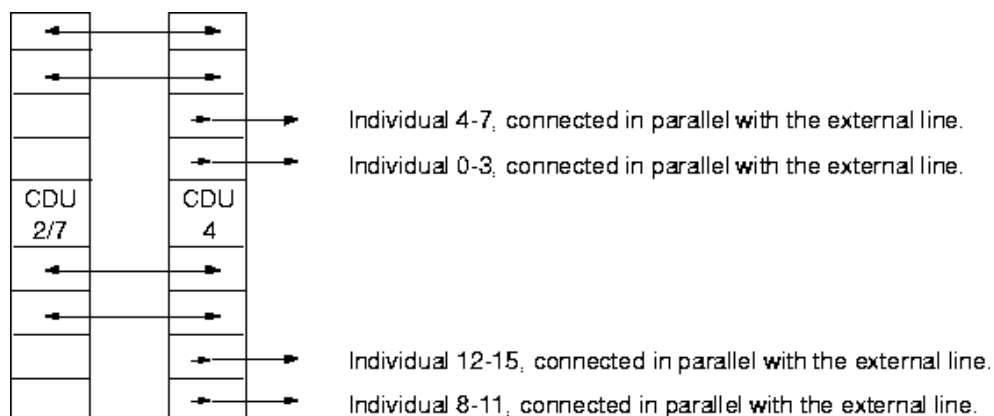 Individual 4-7, connected in parallel with the external line.
Individual 0-3, connected in parallel with the external line.
CDU
2/7
CDU
4
Individual 12-15, connected in parallel with the external line.
Individual 8-11, connected in parallel with the external line.